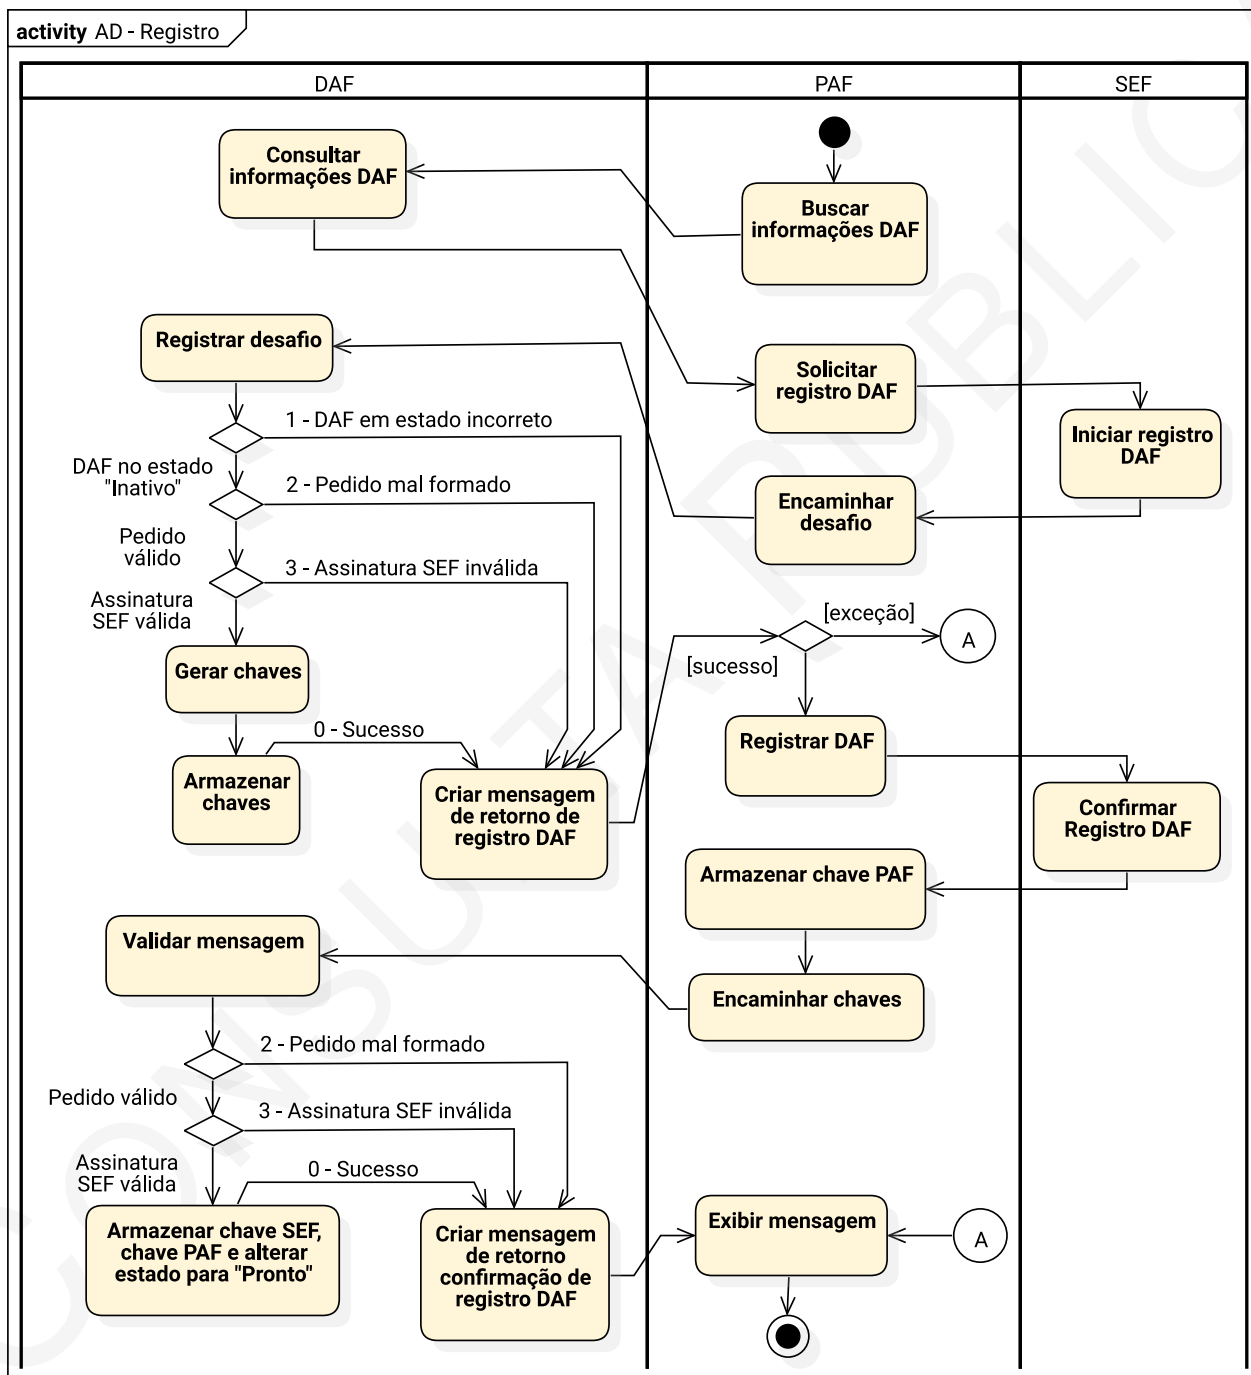 activity AD - Registro
DAF
PAF
SEF
Consultar
informações DAF
Buscar
informações DAF
Registrar desafio
Solicitar
registro DAF
1 - DAF em estado incorreto
Iniciar registro
DAF
DAF no estado
"Inativo"
2 - Pedido mal formado
Encaminhar
desafio
Pedido
válido
3 - Assinatura SEF inválida
Assinatura
SEF válida
[exceção]
A
[sucesso]
Gerar chaves
0 - Sucesso
Registrar DAF
Armazenar
chaves
Criar mensagem
de retorno de
registro DAF
Confirmar
Registro DAF
Armazenar chave PAF
Validar mensagem
Encaminhar chaves
2 - Pedido mal formado
Pedido válido
3 - Assinatura SEF inválida
Assinatura
SEF válida
0 - Sucesso
Armazenar chave SEF,
chave PAF e alterar
estado para "Pronto"
Criar mensagem
de retorno
confirmação de
registro DAF
Exibir mensagem
A
CONSULTA PUBLIC